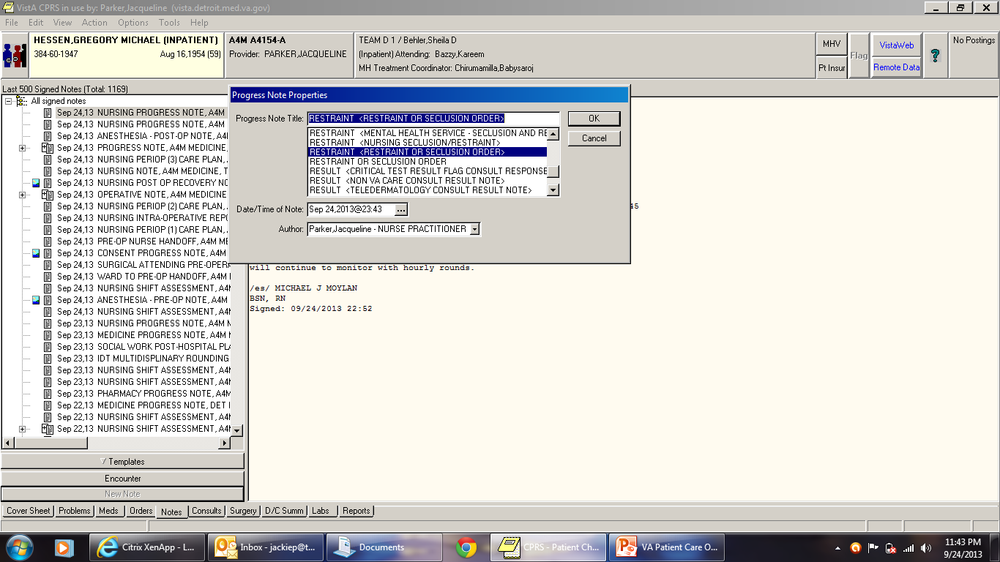 VistA CPRS in use by: Parker,Jacqueline (vista.detroit.med.va.gov)
File Edit View Action Options Tools Help
HESSEN,GREGORY MICHAEL (INPATIENT)
384-60-1947 Aug 16,1954 (59)
A4M A4154-A
Provider: PARKER,JACQUELINE
TEAM D 1 / Behler,Sheila D
(Inpatient) Attending: Bazzy,Kareem
MH Treatment Coordinator: Chirumamilla,Babysaroj
MHV
Pt Insur
Flag
VistaWeb
Remote Data
?
No Postings
Last 500 Signed Notes (Total: 1169)
All signed notes
Sep 24,13 NURSING PROGRESS NOTE, A4M
Sep 24,13 NURSING PROGRESS NOTE, A4M
Sep 24,13 ANESTHESIA - POST-OP NOTE, A4M
Sep 24,13 PROGRESS NOTE, A4M MEDICINE,
Sep 24,13 NURSING PERIOP (3) CARE PLAN,
Sep 24,13 NURSING NOTE, A4M MEDICINE, T
Sep 24,13 NURSING POST OP RECOVERY NO
Sep 24,13 OPERATIVE NOTE, A4M MEDICINE
Sep 24,13 NURSING PERIOP (2) CARE PLAN,
Sep 24,13 NURSING INTRA-OPERATIVE REP
Sep 24,13 NURSING PERIOP (1) CARE PLAN,
Sep 24,13 PRE-OP NURSE HANDOFF, A4M ME
Sep 24,13 CONSENT PROGRESS NOTE, A4M
Sep 24,13 SURGICAL ATTENDING PRE-OPERA
Sep 24,13 WARD TO PRE-OP HANDOFF, A4M
Sep 24,13 NURSING SHIFT ASSESSMENT, A4M
Sep 24,13 ANESTHESIA - PRE-OP NOTE, A4M
Sep 24,13 NURSING SHIFT ASSESSMENT, A4M
Sep 23,13 NURSING PROGRESS NOTE, A4M M
Sep 23,13 MEDICINE PROGRESS NOTE, A4M
Sep 23,13 SOCIAL WORK POST-HOSPITAL PLA
Sep 23,13 IDT MULTIDISPLINARY ROUNDING
Sep 23,13 NURSING SHIFT ASSESSMENT, A4M
Sep 23,13 NURSING SHIFT ASSESSMENT, A4M
Sep 23,13 PHARMACY PROGRESS NOTE, A4M
Sep 22,13 MEDICINE PROGRESS NOTE, DET I
Sep 22,13 NURSING SHIFT ASSESSMENT, A4M
Sep 22,13 NURSING SHIFT ASSESSMENT, A4M
Templates
Encounter
New Note
Progress Note Properties
Progress Note Title: RESTRAINT <RESTRAINT OR SECLUSION ORDER>
OK
RESTRAINT <MENTAL HEALTH SERVICE - SECLUSION AND RE
RESTRAINT <NURSING SECLUSION/RESTRAINT>
RESTRAINT <RESTRAINT OR SECLUSION ORDER>
RESTRAINT OR SECLUSION ORDER
RESULT <CRITICAL TEST RESULT FLAG CONSULT RESPONSE
RESULT <NON VA CARE CONSULT RESULT NOTE>
RESULT <TELEDERMATOLOGY CONSULT RESULT NOTE>
Cancel
Date/Time of Note: Sep 24,2013@23:43 ...
Author: Parker,Jacqueline - NURSE PRACTITIONER
45
will continue to monitor with hourly rounds.
/es/ MICHAEL J MOYLAN
BSN, RN
Signed: 09/24/2013 22:52
Cover Sheet Problems Meds Orders Notes Consults Surgery D/C Summ Labs Reports
Citrix XenApp - L...
Inbox - jackiep@t...
Documents
CPRS - Patient Ch...
VA Patient Care O...
11:43 PM
9/24/2013